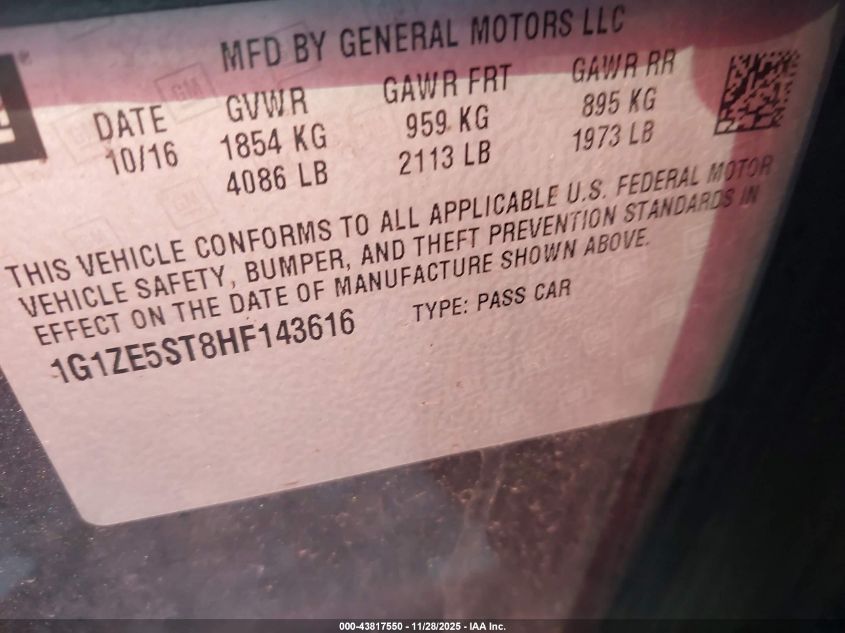 MFD BY GENERAL MOTORS LLC
DATE GVWR GAWR FRT GAWR RR
10/16 1854 KG 959 KG 895 KG
4086 LB 2113 LB 1973 LB
THIS VEHICLE CONFORMS TO ALL APPLICABLE U.S. FEDERAL MOTOR
VEHICLE SAFETY, BUMPER, AND THEFT PREVENTION STANDARDS IN
EFFECT ON THE DATE OF MANUFACTURE SHOWN ABOVE.
1G1ZE5ST8HF143616 TYPE: PASS CAR
000-43817550 - 11/28/2025 - IAA Inc.